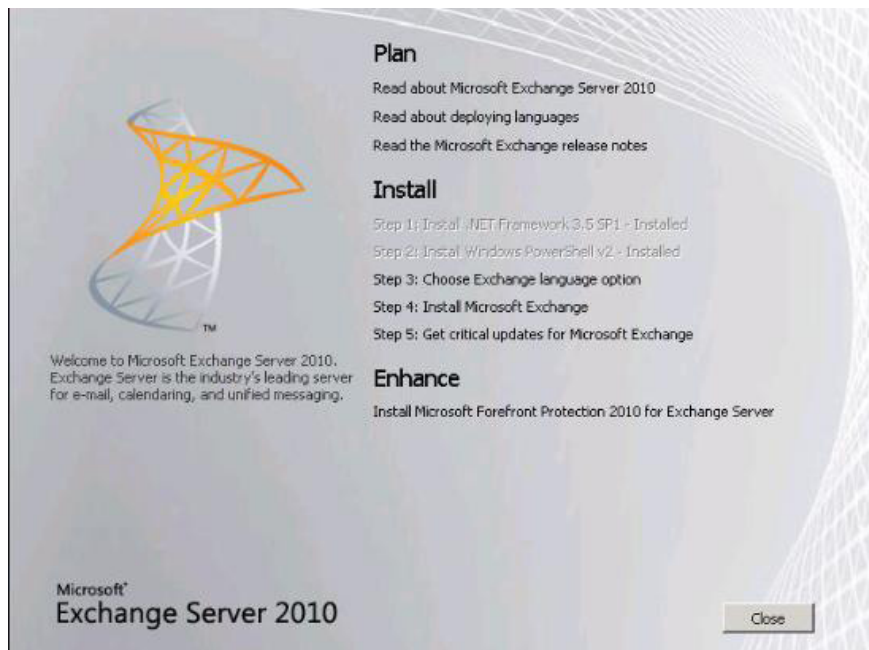 Plan
Read about Microsoft Exchange Server 2010
Read about deploying languages
Read the Microsoft Exchange release notes
Install
Step 1: Install .NET Framework 3.5 SP1 - Installed
Step 2: Install Windows PowerShell v2 - Installed
Step 3: Choose Exchange language option
Step 4: Install Microsoft Exchange
Step 5: Get critical updates for Microsoft Exchange
Enhance
Install Microsoft Forefront Protection 2010 for Exchange Server
TM
Welcome to Microsoft Exchange Server 2010.
Exchange Server is the industry's leading server
for e-mail, calendaring, and unified messaging.
Microsoft®
Exchange Server 2010
Close